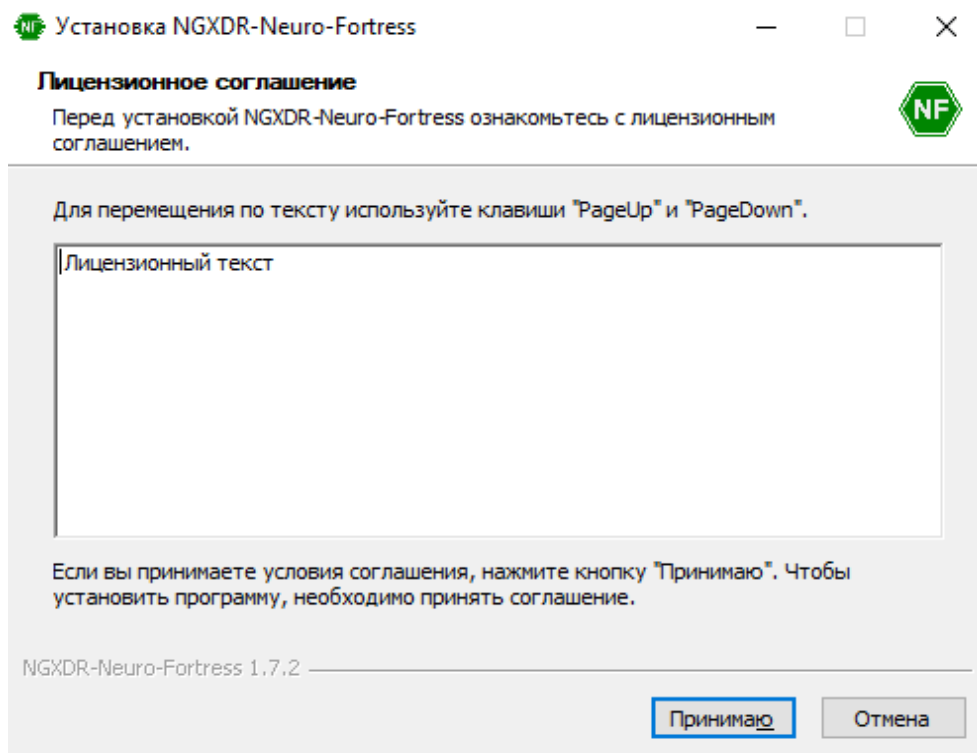 NF Установка NGXDR-Neuro-Fortress
Лицензионное соглашение
Перед установкой NGXDR-Neuro-Fortress ознакомьтесь с лицензионным
соглашением.
NF
Для перемещения по тексту используйте клавиши "PageUp" и "PageDown".
Лицензионный текст
Если вы принимаете условия соглашения, нажмите кнопку "Принимаю". Чтобы
установить программу, необходимо принять соглашение.
NGXDR-Neuro-Fortress 1.7.2
Принимаю Отмена